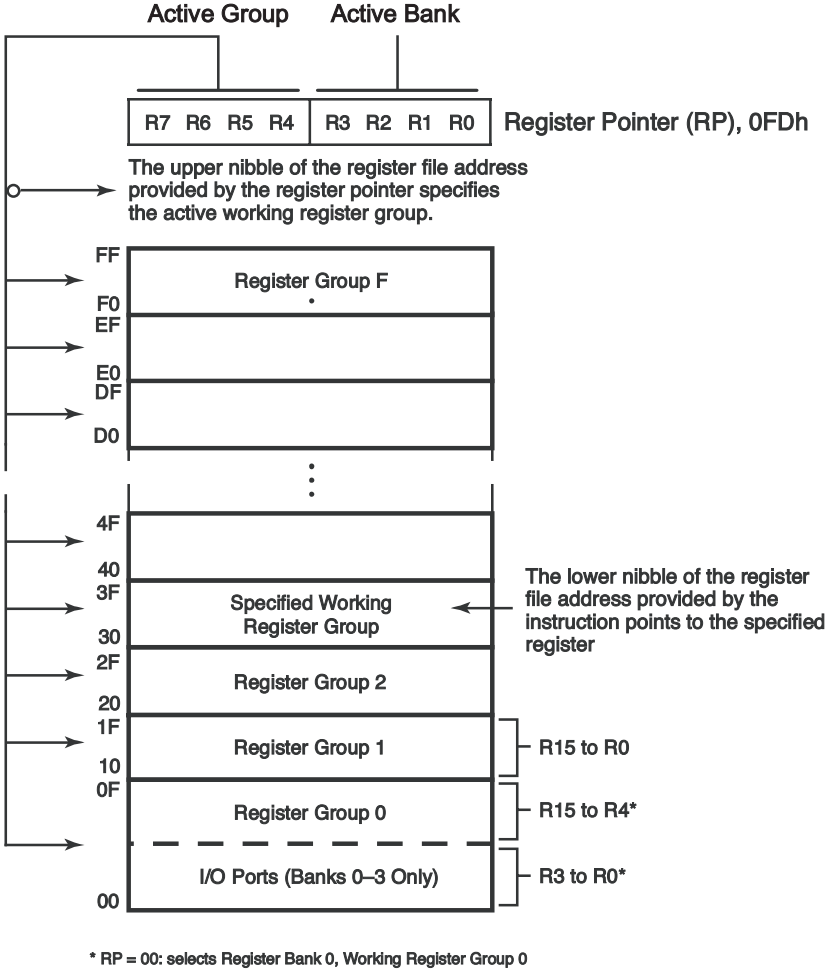 Active Group Active Bank
R7 R6 R5 R4 R3 R2 R1 R0 Register Pointer (RP), 0FDh
The upper nibble of the register file address
provided by the register pointer specifies
the active working register group.
FF
Register Group F
F0
EF
E0
DF
D0
4F
40
3F
Specified Working
Register Group
30
The lower nibble of the register
file address provided by the
instruction points to the specified
register
2F
Register Group 2
20
1F
Register Group 1
R15 to R0
10
0F
Register Group 0
R15 to R4*
I/O Ports (Banks 0–3 Only)
R3 to R0*
00
* RP = 00: selects Register Bank 0, Working Register Group 0